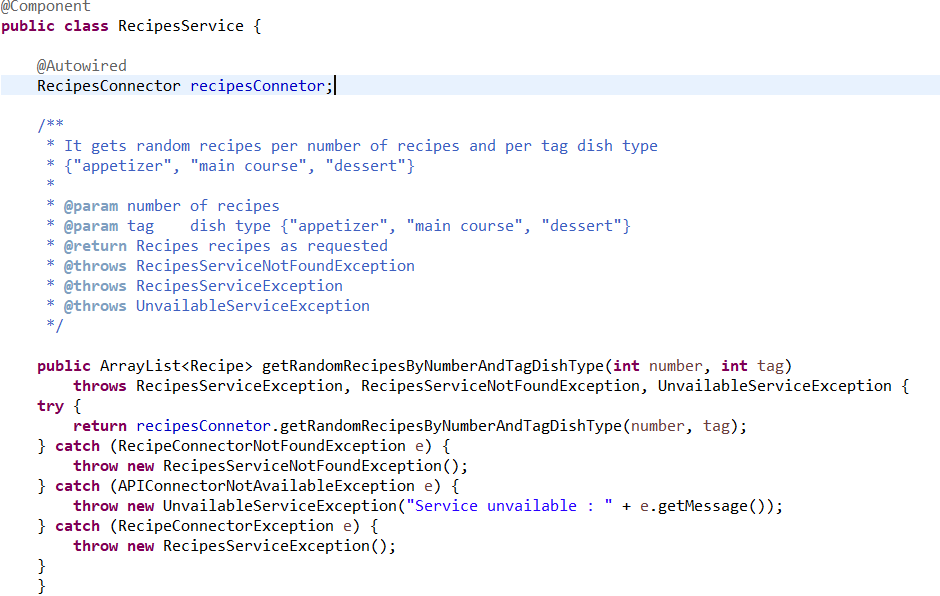 @Component
public class RecipesService {
@Autowired
RecipesConnector recipesConnetor;
/**
* It gets random recipes per number of recipes and per tag dish type
* {"appetizer", "main course", "dessert"}
*
* @param number of recipes
* @param tag    dish type {"appetizer", "main course", "dessert"}
* @return Recipes recipes as requested
* @throws RecipesServiceNotFoundException
* @throws RecipesServiceException
* @throws UnvailableServiceException
*/
public ArrayList<Recipe> getRandomRecipesByNumberAndTagDishType(int number, int tag)
throws RecipesServiceException, RecipesServiceNotFoundException, UnvailableServiceException {
try {
return recipesConnetor.getRandomRecipesByNumberAndTagDishType(number, tag);
} catch (RecipeConnectorNotFoundException e) {
throw new RecipesServiceNotFoundException();
} catch (APIConnectorNotAvailableException e) {
throw new UnvailableServiceException("Service unvailable : " + e.getMessage());
} catch (RecipeConnectorException e) {
throw new RecipesServiceException();
}
}